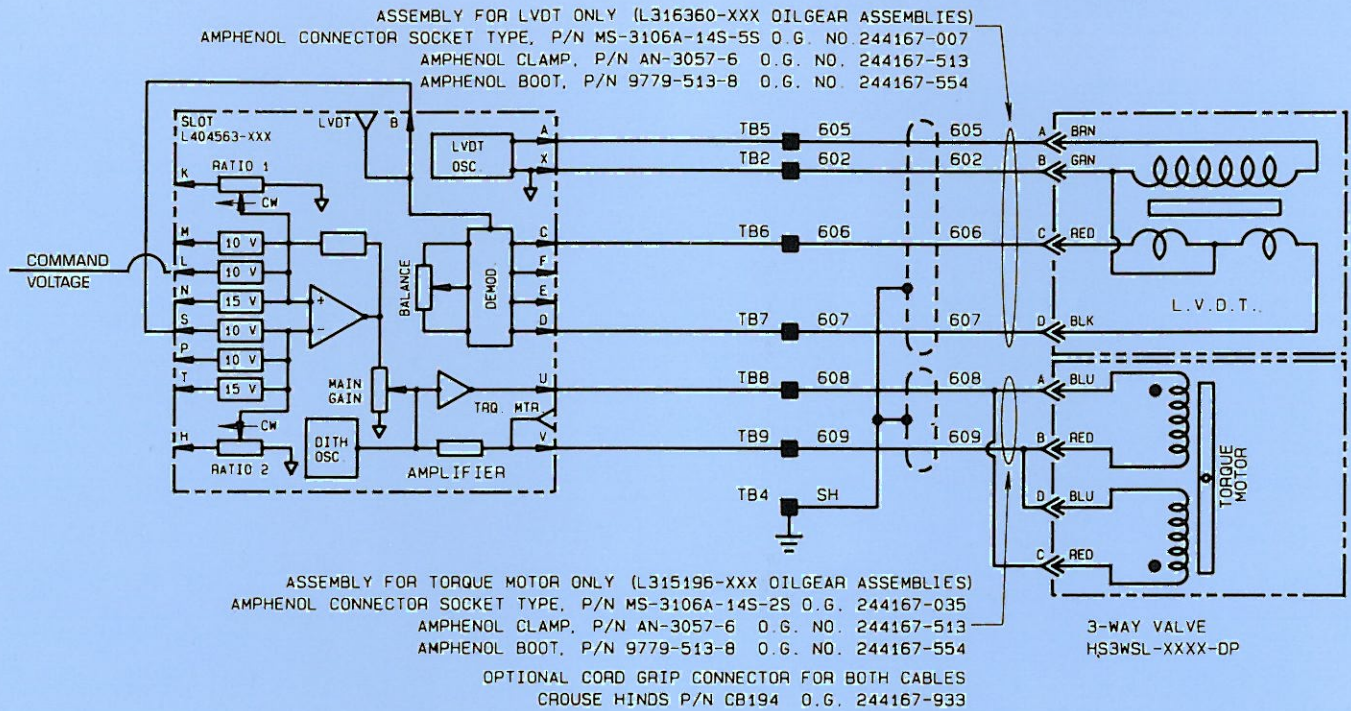 ASSEMBLY FOR LVDT ONLY (L316360-XXX OILGEAR ASSEMBLIES)
AMPHENOL CONNECTOR SOCKET TYPE, P/N MS-3106A-14S-5S O.G. NO. 244167-007
AMPHENOL CLAMP, P/N AN-3057-6 O.G. NO. 244167-513
AMPHENOL BOOT, P/N 9779-513-8 O.G. NO. 244167-554
SLOT
L404563-XXX
LVDT
B
LVDT
OSC.
A
X
TB5 605 605 A BRN
TB2 602 602 B GRN
K
RATIO 1
CW
M 10 V
L 10 V
N 15 V
S 10 V
P 10 V
T 15 V
H
CW
RATIO 2
COMMAND
VOLTAGE
+
-
BALANCE
DEMOD.
C
F
E
D
TB6 606 606 C RED
L.V.D.T.
TB7 607 607 D BLK
MAIN
GAIN
DITH
OSC.
AMPLIFIER
U
TRQ. MTR.
V
TB8 608 608 A BLU
TB9 609 609 B RED
D BLU
C RED
TORQUE
MOTOR
TB4 SH
ASSEMBLY FOR TORQUE MOTOR ONLY (L315196-XXX OILGEAR ASSEMBLIES)
AMPHENOL CONNECTOR SOCKET TYPE, P/N MS-3106A-14S-2S O.G. 244167-035
AMPHENOL CLAMP, P/N AN-3057-6 O.G. NO. 244167-513
AMPHENOL BOOT, P/N 9779-513-8 O.G. NO. 244167-554
3-WAY VALVE
HS3WSL-XXXX-DP
OPTIONAL CORD GRIP CONNECTOR FOR BOTH CABLES
CROUSE HINDS P/N CB194 O.G. 244167-933